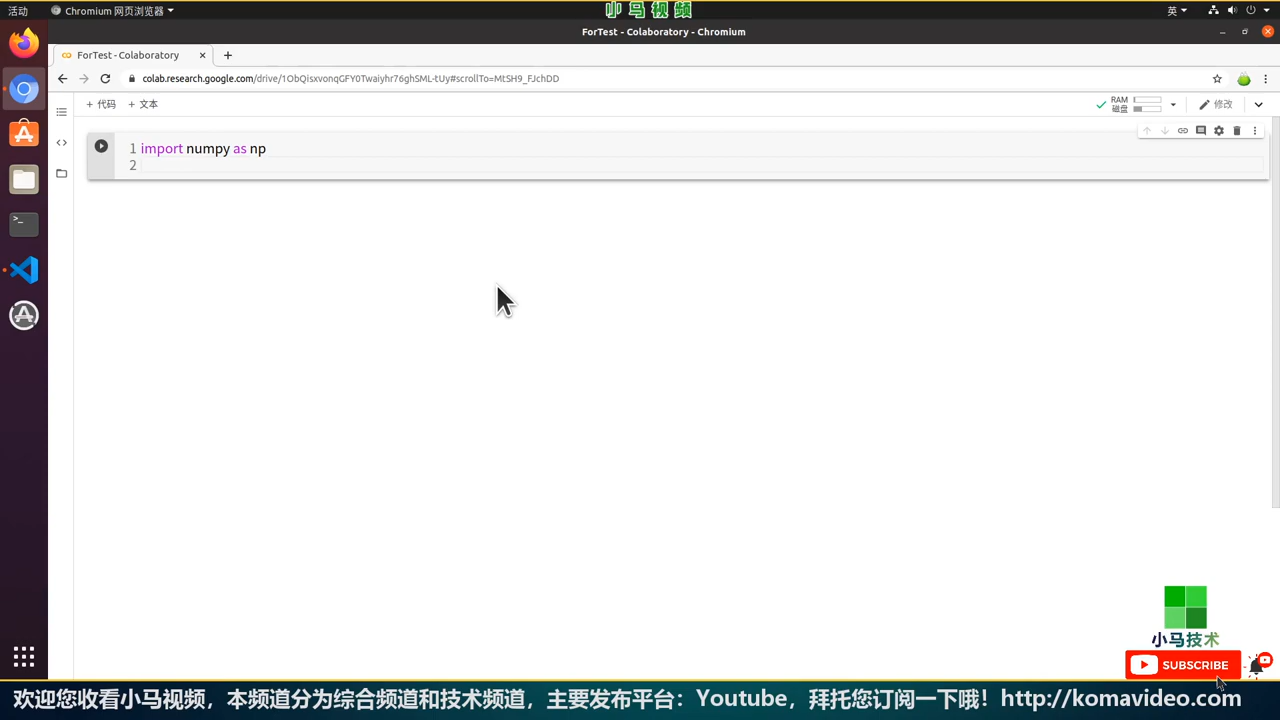 活动
Chromium 网页浏览器
小马视频
英
ForTest - Colaboratory - Chromium
ForTest - Colaboratory
colab.research.google.com/drive/1ObQisxvonqGFY0Twaiyhr76ghSML-tUy#scrollTo=MtSH9_FJchDD
+ 代码 + 文本
RAM
磁盘
修改
1 import numpy as np
2
小马技术
SUBSCRIBE
欢迎您收看小马视频，本频道分为综合频道和技术频道，主要发布平台：Youtube，拜托您订阅一下哦！http://komavideo.com